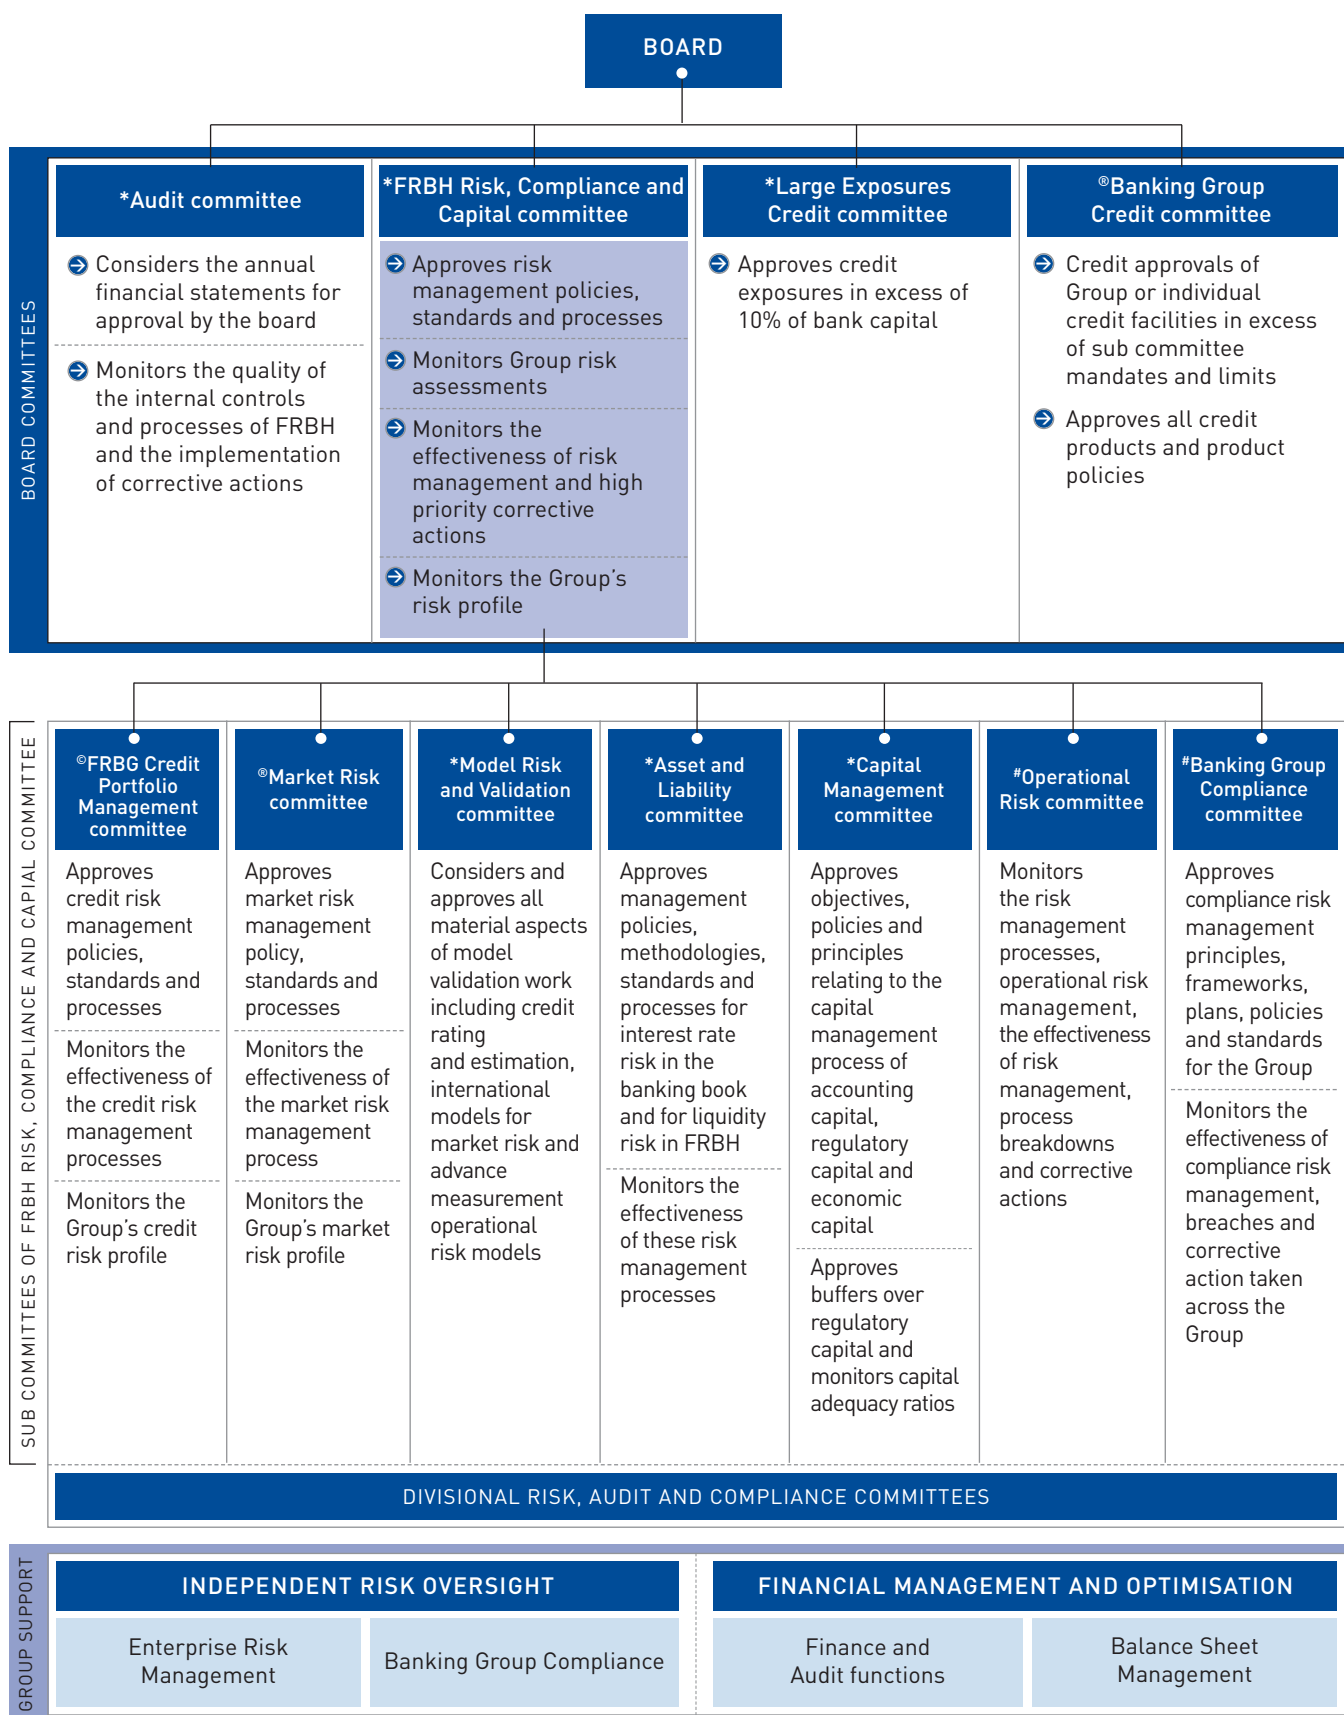 BOARD
BOARD COMMITTEES
*Audit committee
Considers the annual
financial statements for
approval by the board
Monitors the quality of
the internal controls
and processes of FRBH
and the implementation
of corrective actions
*FRBH Risk, Compliance and
Capital committee
Approves risk
management policies,
standards and processes
Monitors Group risk
assessments
Monitors the
effectiveness of risk
management and high
priority corrective
actions
Monitors the Group’s
risk profile
*Large Exposures
Credit committee
Approves credit
exposures in excess of
10% of bank capital
®Banking Group
Credit committee
Credit approvals of
Group or individual
credit facilities in excess
of sub committee
mandates and limits
Approves all credit
products and product
policies
SUB COMMITTEES OF FRBH RISK, COMPLIANCE AND CAPIAL COMMITTEE
©FRBG Credit
Portfolio
Management
committee
Approves
credit risk
management
policies,
standards and
processes
Monitors the
effectiveness of
the credit risk
management
processes
Monitors the
Group’s credit
risk profile
®Market Risk
committee
Approves
market risk
management
policy,
standards and
processes
Monitors the
effectiveness of
the market risk
management
process
Monitors the
Group’s market
risk profile
*Model Risk
and Validation
committee
Considers and
approves all
material aspects
of model
validation work
including credit
rating
and estimation,
international
models for
market risk and
advance
measurement
operational
risk models
*Asset and
Liability
committee
Approves
management
policies,
methodologies,
standards and
processes for
interest rate
risk in the
banking book
and for liquidity
risk in FRBH
Monitors the
effectiveness
of these risk
management
processes
*Capital
Management
committee
Approves
objectives,
policies and
principles
relating to the
capital
management
process of
accounting
capital,
regulatory
capital and
economic
capital
Approves
buffers over
regulatory
capital and
monitors capital
adequacy ratios
#Operational
Risk committee
Monitors
the risk
management
processes,
operational risk
management,
the effectiveness
of risk
management,
process
breakdowns
and corrective
actions
#Banking Group
Compliance
committee
Approves
compliance risk
management
principles,
frameworks,
plans, policies
and standards
for the Group
Monitors the
effectiveness of
compliance risk
management,
breaches and
corrective
action taken
across the
Group
DIVISIONAL RISK, AUDIT AND COMPLIANCE COMMITTEES
GROUP SUPPORT
INDEPENDENT RISK OVERSIGHT
Enterprise Risk
Management
Banking Group Compliance
FINANCIAL MANAGEMENT AND OPTIMISATION
Finance and
Audit functions
Balance Sheet
Management